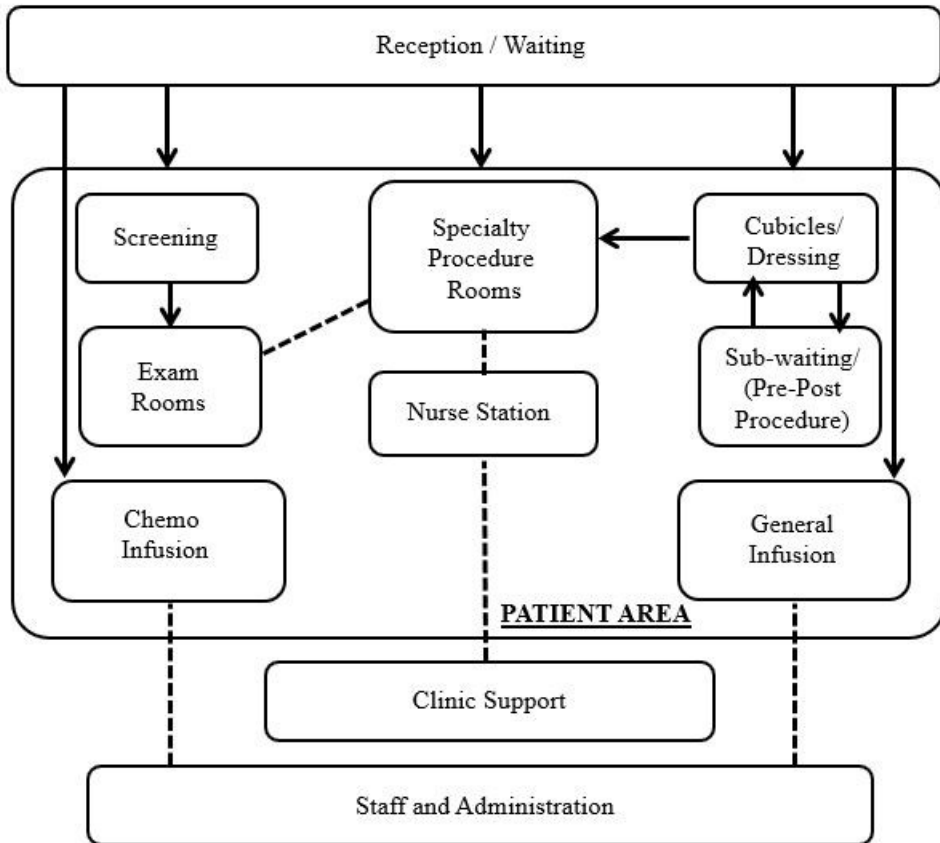 Reception / Waiting
Screening
Specialty
Procedure
Rooms
Cubicles/
Dressing
Exam
Rooms
Nurse Station
Sub-waiting/
(Pre-Post
Procedure)
Chemo
Infusion
General
Infusion
PATIENT AREA
Clinic Support
Staff and Administration